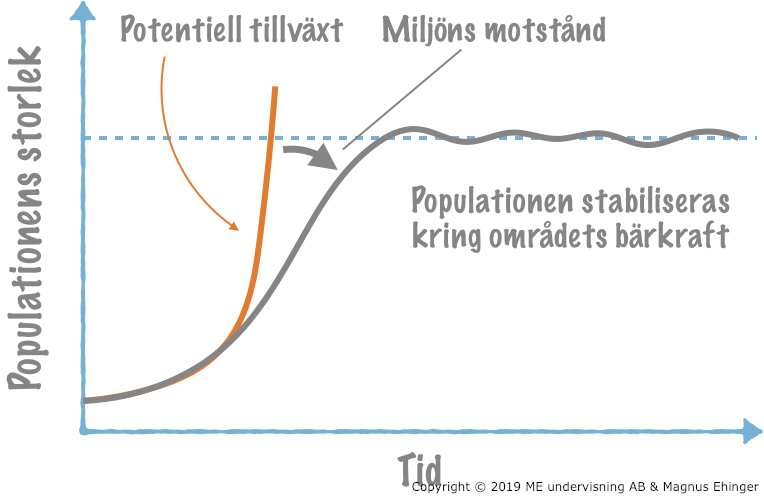 Potentiell tillväxt
Miljöns motstånd
Populationens storlek
Populationen stabiliseras
kring områdets bärkraft
Tid
Copyright © 2019 ME undervisning AB & Magnus Ehinger